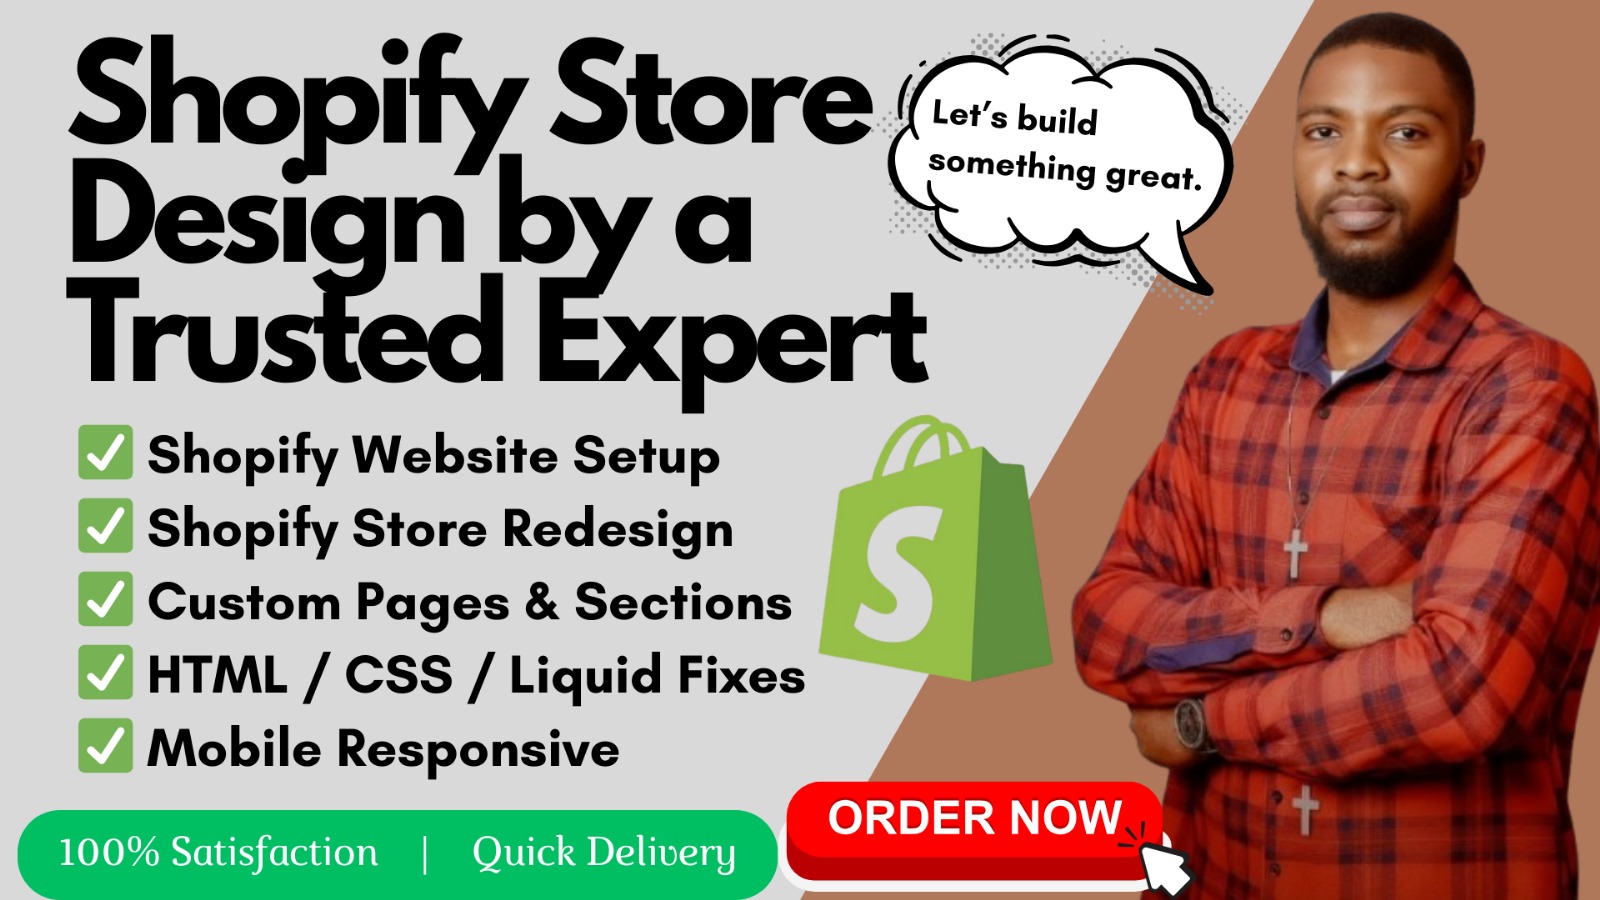 Shopify Store
Design by a
Trusted Expert
Let's build
something great.
Shopify Website Setup
Shopify Store Redesign
Custom Pages & Sections
HTML / CSS / Liquid Fixes
Mobile Responsive
S
100% Satisfaction | Quick Delivery
ORDER NOW